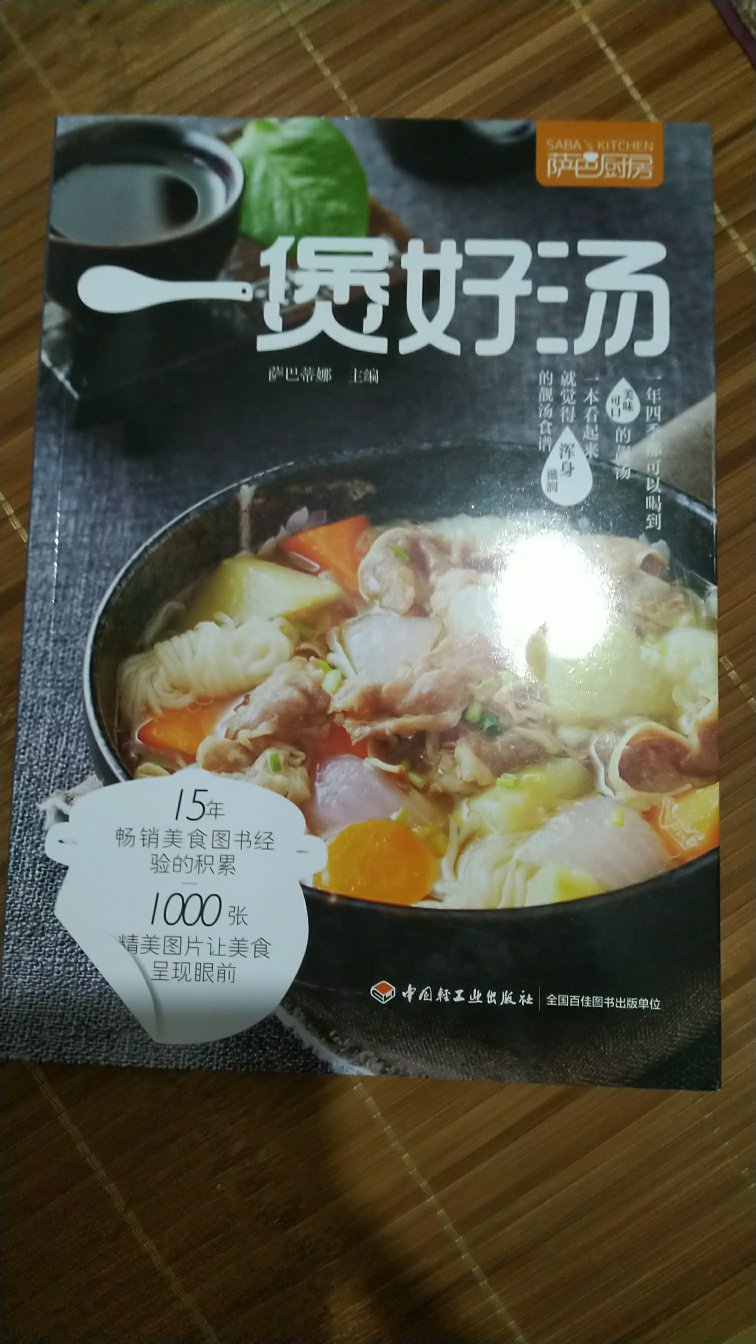 SABA's KITCHEN
萨巴厨房
一煲好汤
萨巴蒂娜 主编
一年四季都可以喝到
美味可口的靓汤
一本看起来
就觉得浑身滋润
的靓汤食谱
15年
畅销美食图书经
验的积累
1000张
精美图片让美食
呈现眼前
中国轻工业出版社
全国百佳图书出版单位